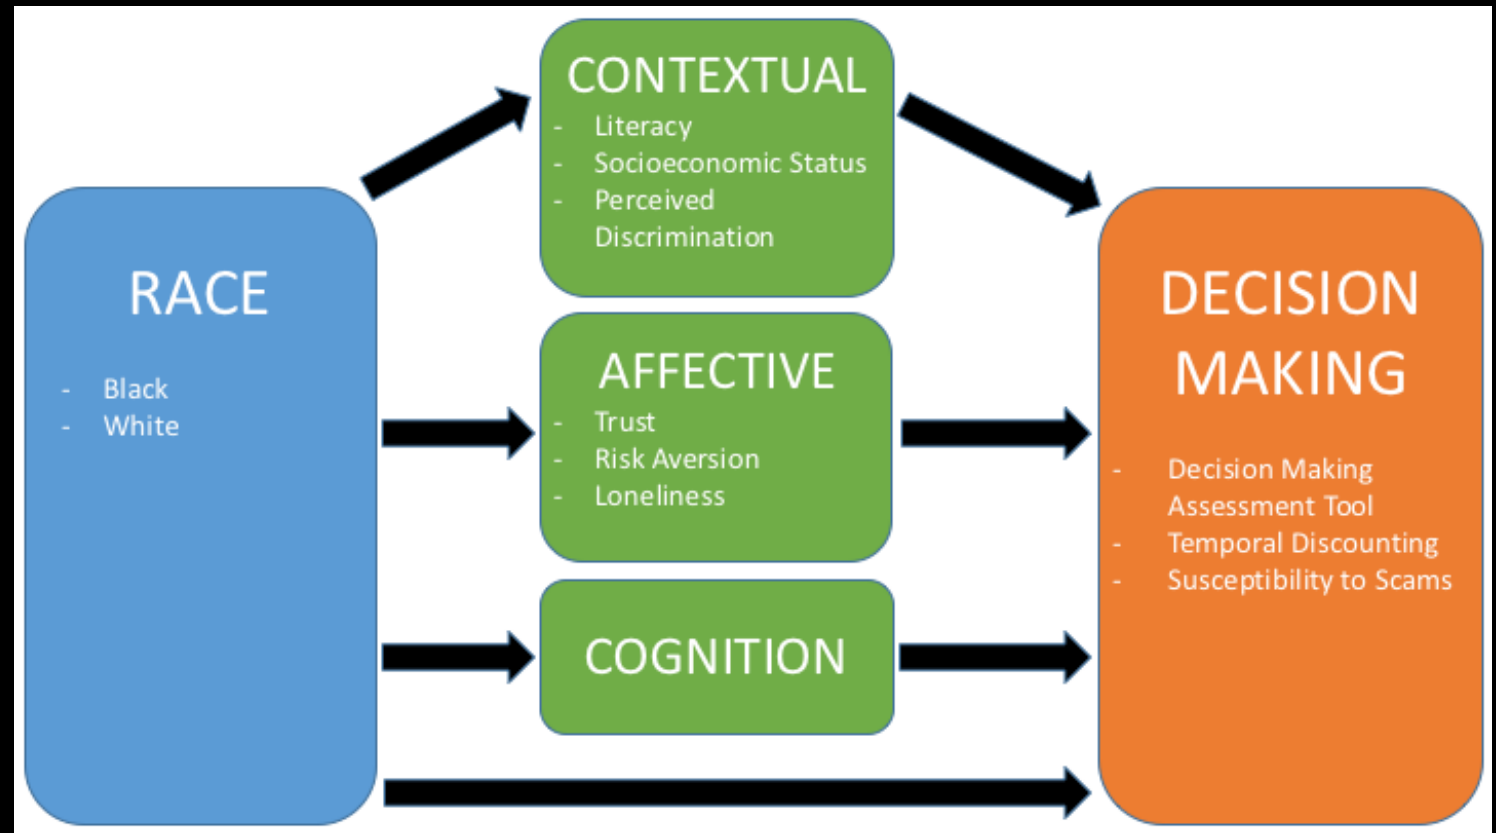 RACE
- Black
- White
CONTEXTUAL
- Literacy
- Socioeconomic Status
- Perceived
Discrimination
AFFECTIVE
- Trust
- Risk Aversion
- Loneliness
COGNITION
DECISION
MAKING
- Decision Making
Assessment Tool
- Temporal Discounting
- Susceptibility to Scams